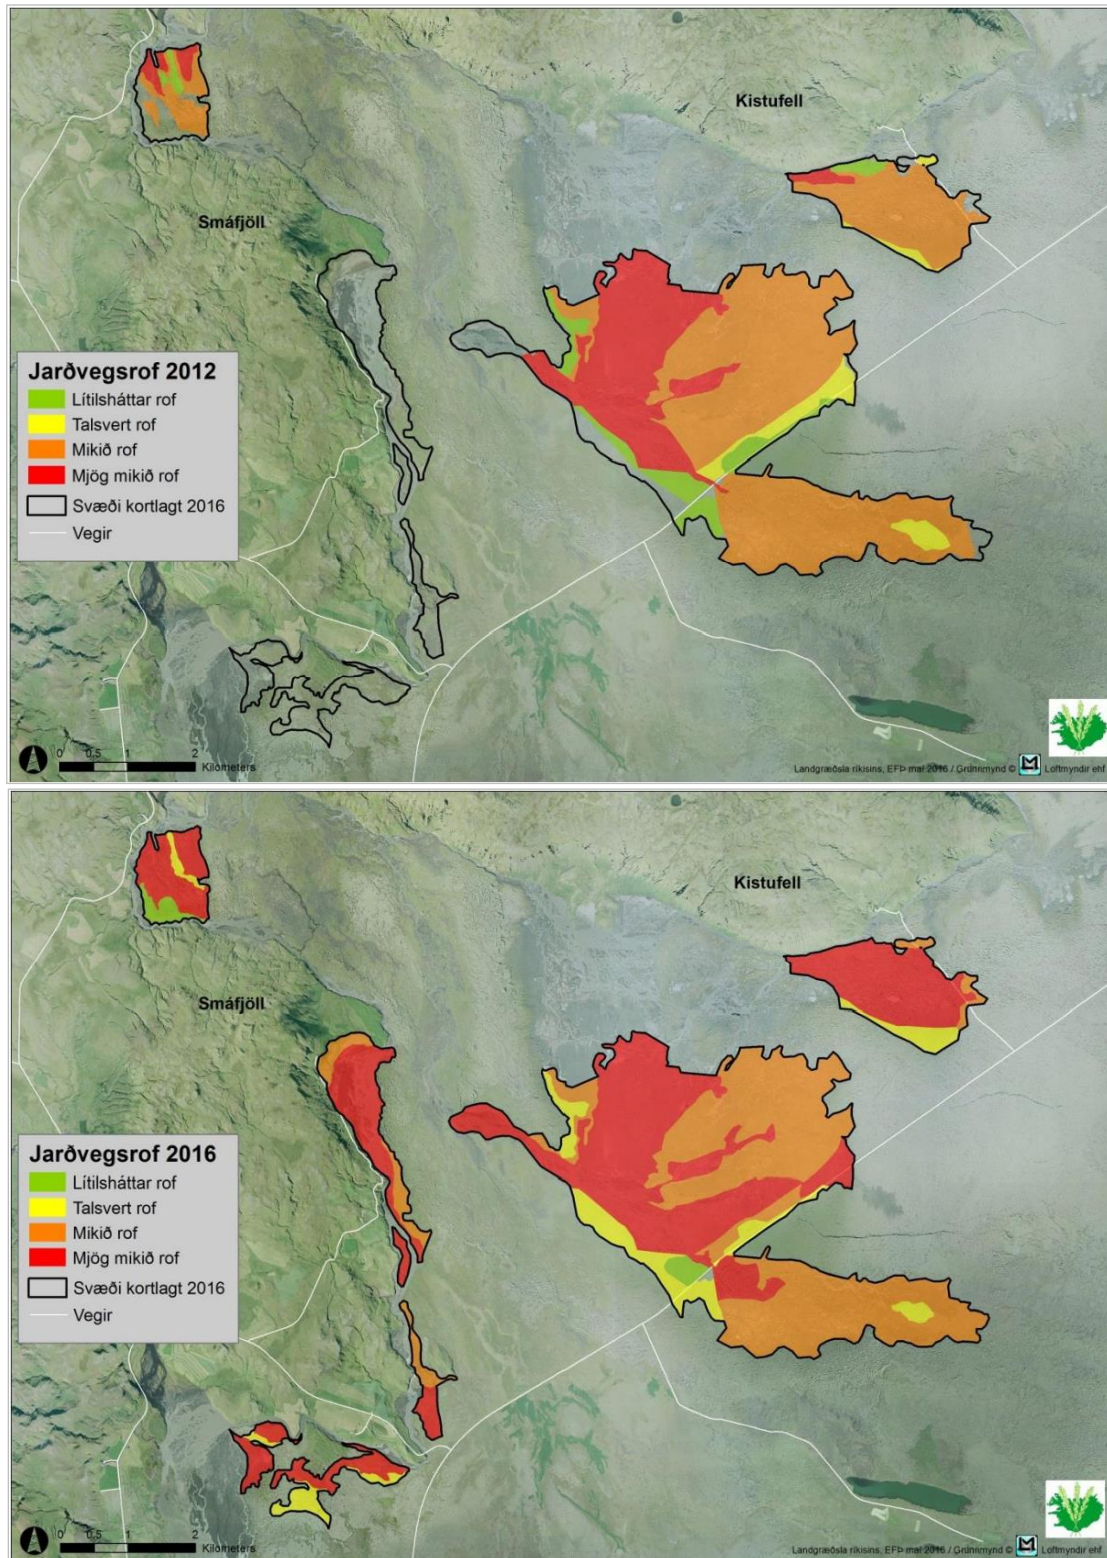 Kistufell
Smáfjöll
Jarðvegsrof 2012
Lítilsháttar rof
Talsvert rof
Mikið rof
Mjög mikið rof
Svæði kortlagt 2016
Vegir
0 0,5 1 2
Kilometers
Landgræðsla ríkisins, EFÞ maí 2016 / Grunnmynd © Loftmyndir ehf
Kistufell
Smáfjöll
Jarðvegsrof 2016
Lítilsháttar rof
Talsvert rof
Mikið rof
Mjög mikið rof
Svæði kortlagt 2016
Vegir
0 0,5 1 2
Kilometers
Landgræðsla ríkisins, EFÞ maí 2016 / Grunnmynd © Loftmyndir ehf